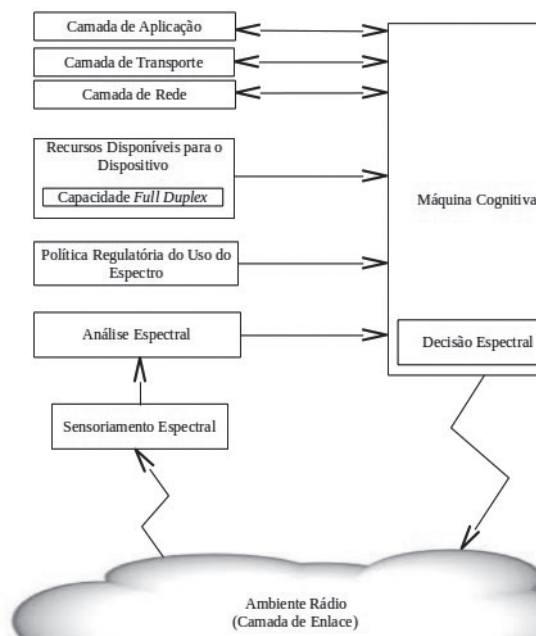 Camada de Aplicação
Camada de Transporte
Camada de Rede
Recursos Disponíveis para o
Dispositivo
Capacidade Full Duplex
Máquina Cognitiva
Política Regulatória do Uso do
Espectro
Análise Espectral
Decisão Espectral
Sensoriamento Espectral
Ambiente Rádio
(Camada de Enlace)